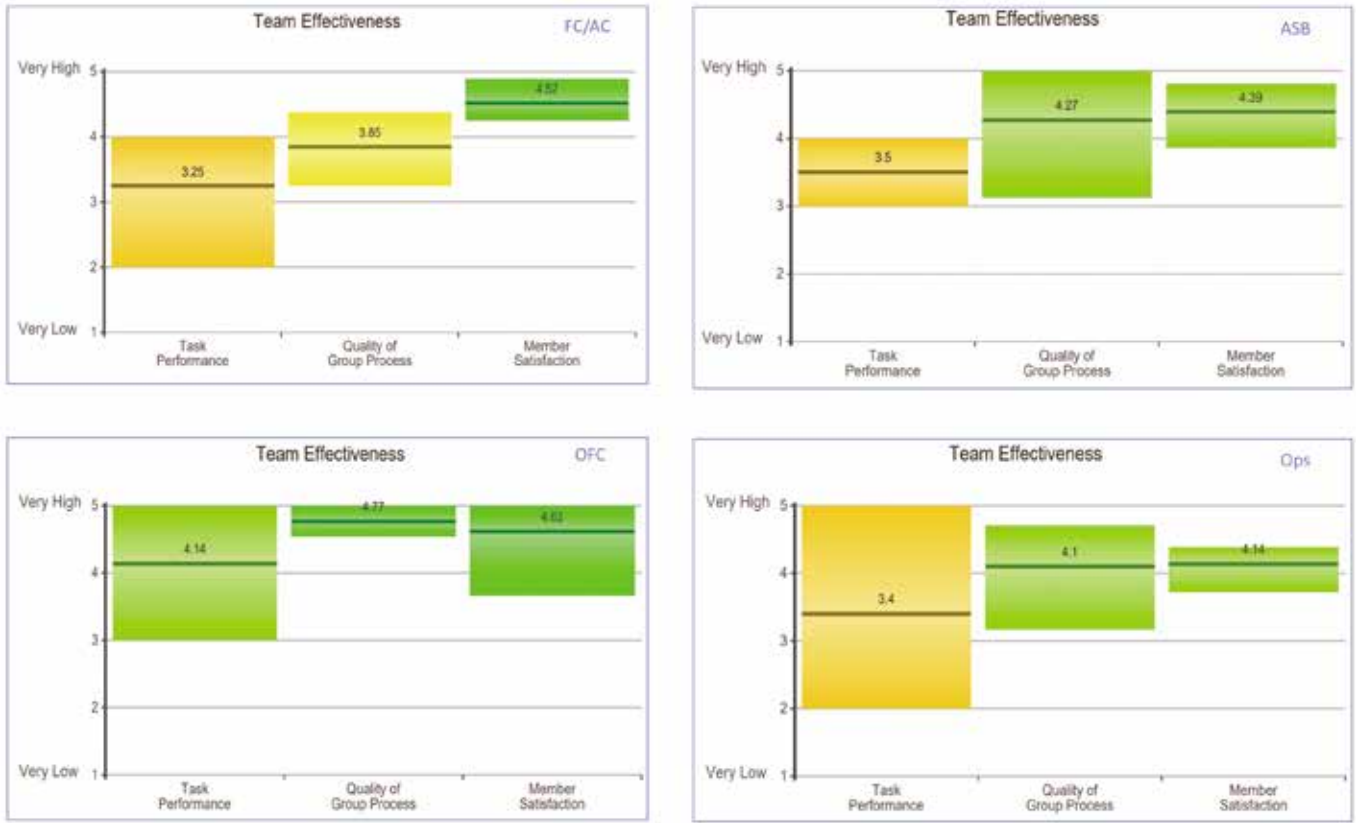 Team Effectiveness
FC/AC
Very High
5
4.52
4
3.85
3.25
3
2
Very Low
1
Task
Performance
Quality of
Group Process
Member
Satisfaction
Team Effectiveness
ASB
Very High
5
4.39
4.27
4
3.5
3
2
Very Low
1
Task
Performance
Quality of
Group Process
Member
Satisfaction
Team Effectiveness
OFC
Very High
5
4.77
4.62
4.14
4
3
2
Very Low
1
Task
Performance
Quality of
Group Process
Member
Satisfaction
Team Effectiveness
Ops
Very High
5
4.1
4.14
4
3.4
3
2
Very Low
1
Task
Performance
Quality of
Group Process
Member
Satisfaction